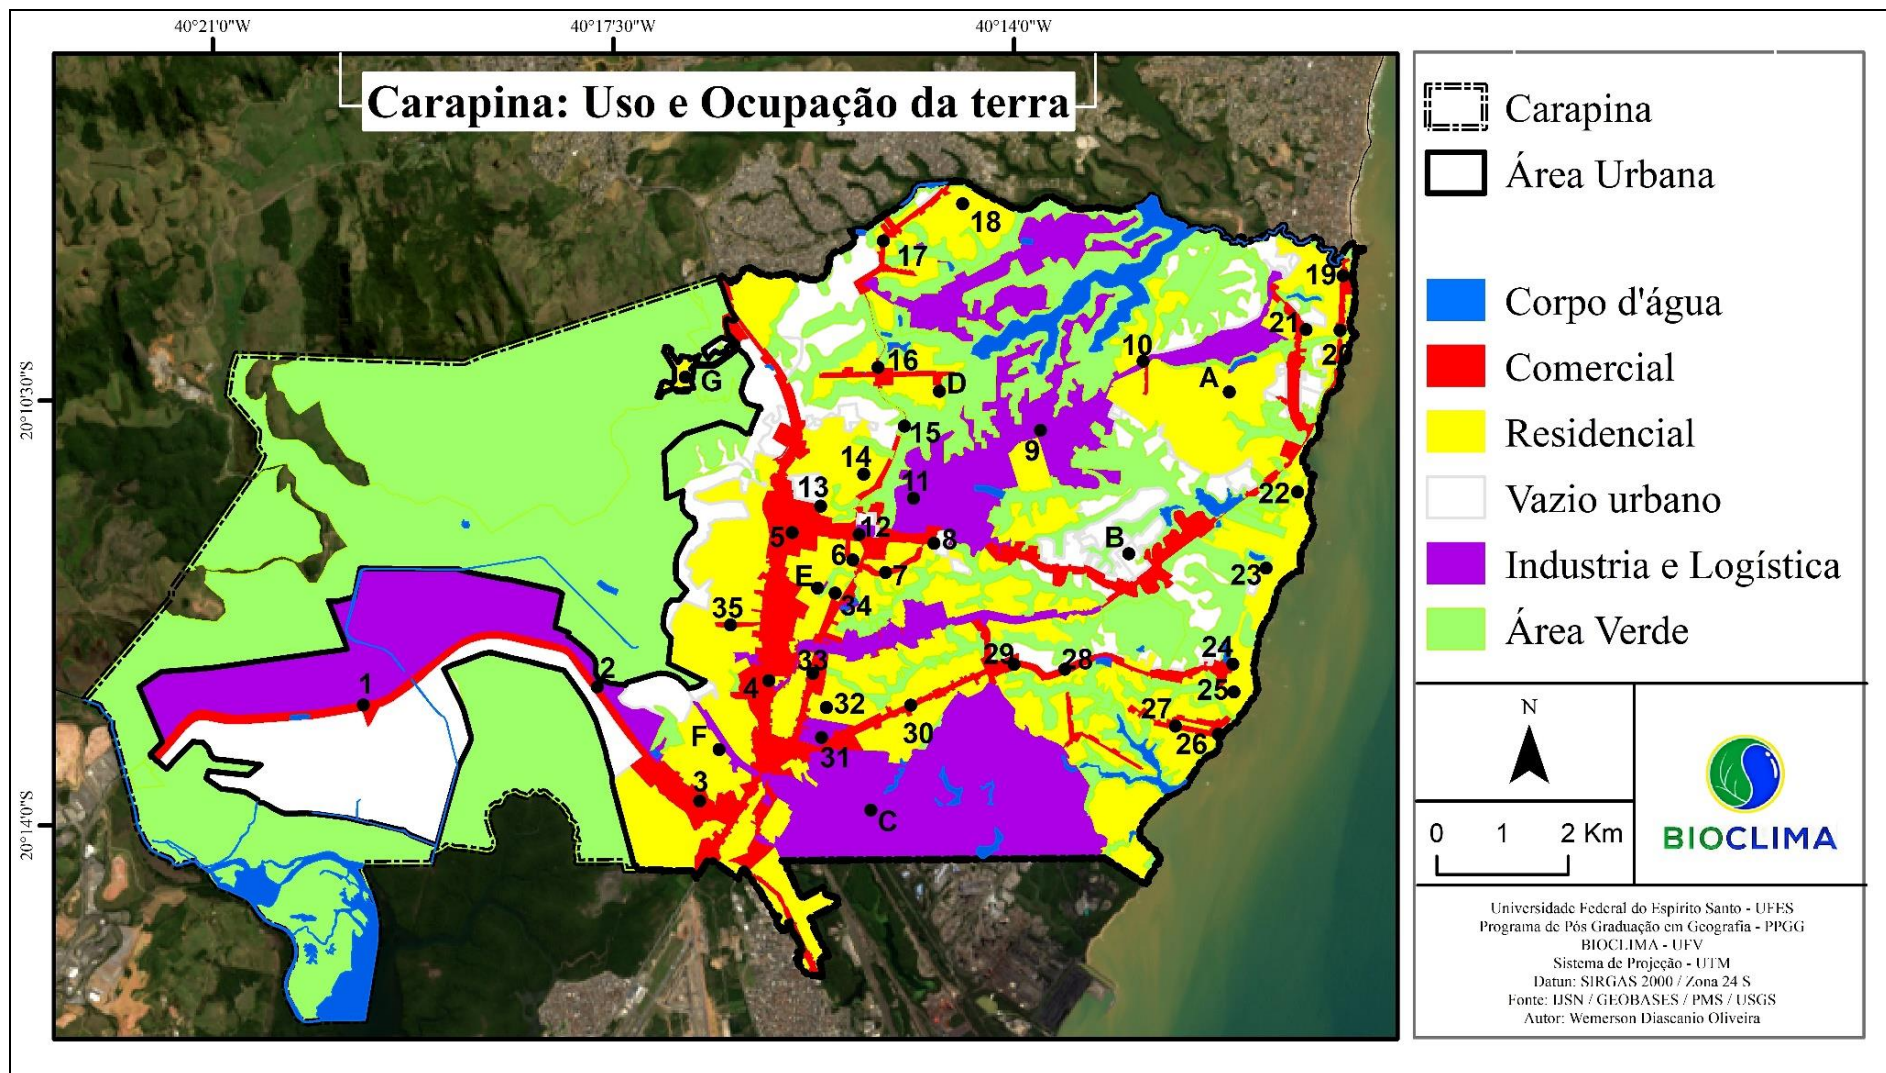 40°21'0"W
40°17'30"W
40°14'0"W
Carapina: Uso e Ocupação da terra
20°10'30"S
20°14'0"S
18
17
19
21
20
10
16
A
D
G
15
9
14
11
22
13
5
12
8
B
6
7
23
E
34
35
33
29
28
24
4
25
2
1
32
30
27
26
F
31
3
C
Carapina
Área Urbana
Corpo d'água
Comercial
Residencial
Vazio urbano
Industria e Logística
Área Verde
N
0 1 2 Km
BIOCLIMA
Universidade Federal do Espirito Santo - UFES
Programa de Pós Graduação em Geografia - PPGG
BIOCLIMA - UFV
Sistema de Projeção - UTM
Datun: SIRGAS 2000 / Zona 24 S
Fonte: IJSN / GEOBASES / PMS / USGS
Autor: Wemerson Diascanio Oliveira